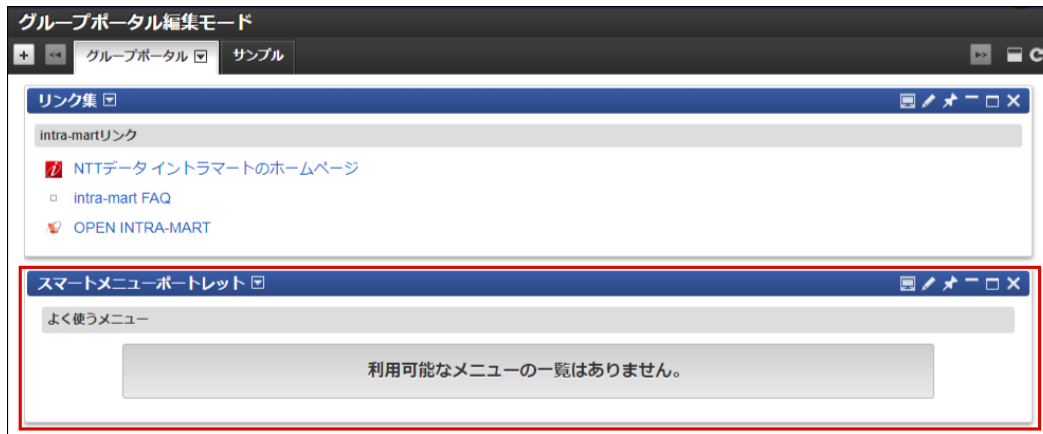 グループポータル編集モード
グループポータル サンプル
リンク集
intra-martリンク
NTTデータ イントラマートのホームページ
intra-mart FAQ
OPEN INTRA-MART
スマートメニューポートレット
よく使うメニュー
利用可能なメニューの一覧はありません。